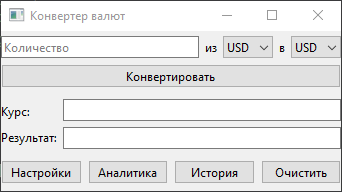 Конвертер валют
Количество из USD в USD
Конвертировать
Курс:
Результат:
Настройки Аналитика История Очистить